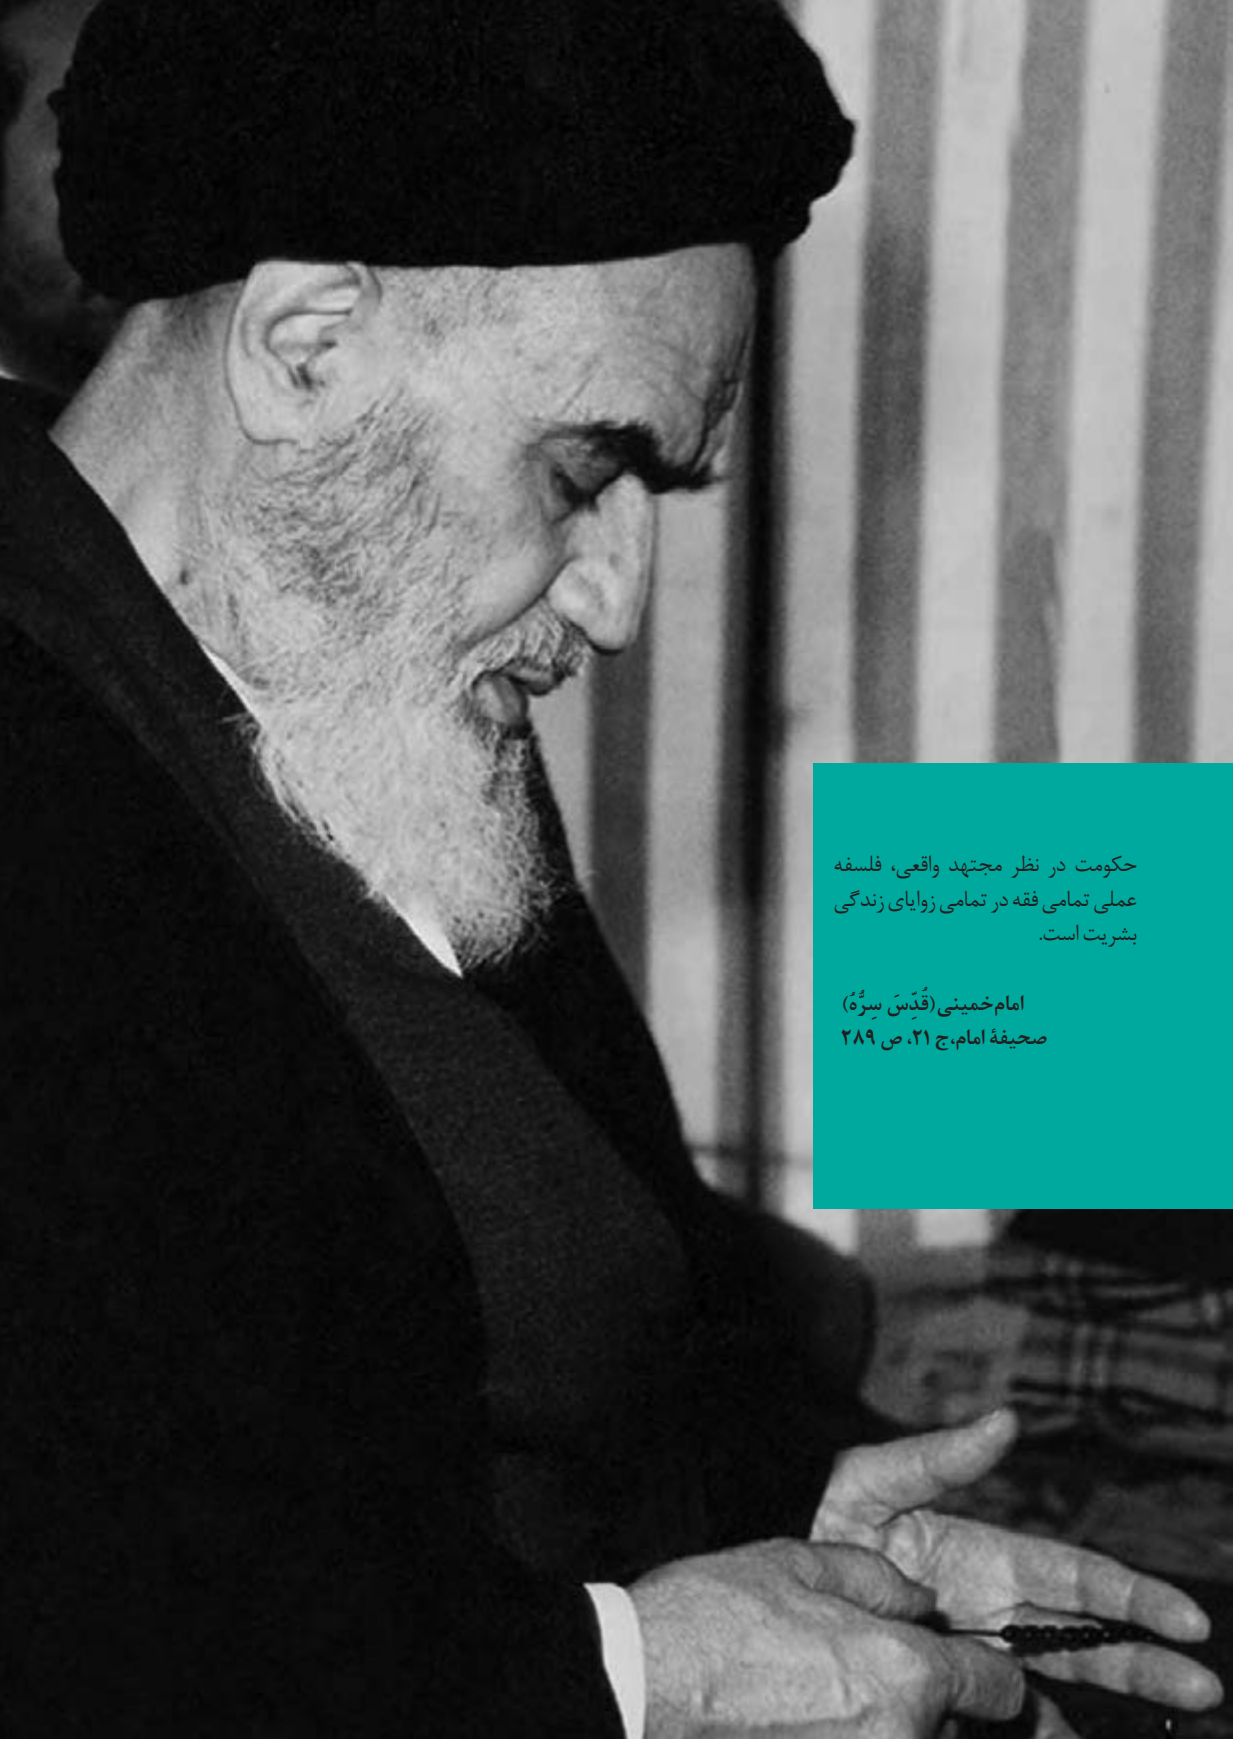 حکومت در نظر مجتهد واقعی، فلسفه
عملی تمامی فقه در تمامی زوایای زندگی
بشریت است.
امام‌خمینی(قُدِّسَ سِرُّهُ)
صحیفهٔ امام،ج ۲۱، ص ۲۸۹